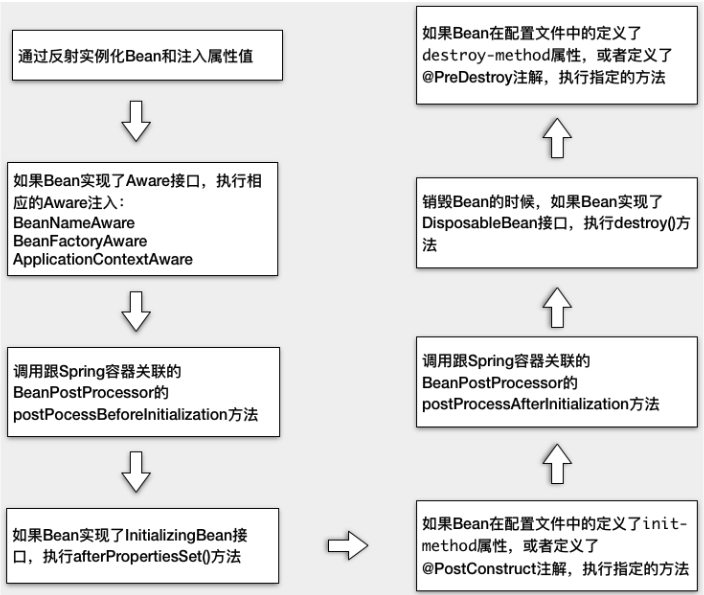 通过反射实例化Bean和注入属性值
如果Bean实现了Aware接口，执行相
应的Aware注入：
BeanNameAware
BeanFactoryAware
ApplicationContextAware
调用跟Spring容器关联的
BeanPostProcessor的
postPocessBeforeInitialization方法
如果Bean实现了InitializingBean接
口，执行afterPropertiesSet()方法
如果Bean在配置文件中的定义了init-
method属性，或者定义了
@PostConstruct注解，执行指定的方法
调用跟Spring容器关联的
BeanPostProcessor的
postProcessAfterInitialization方法
销毁Bean的时候，如果Bean实现了
DisposableBean接口，执行destroy()方
法
如果Bean在配置文件中的定义了
destroy-method属性，或者定义了
@PreDestroy注解，执行指定的方法